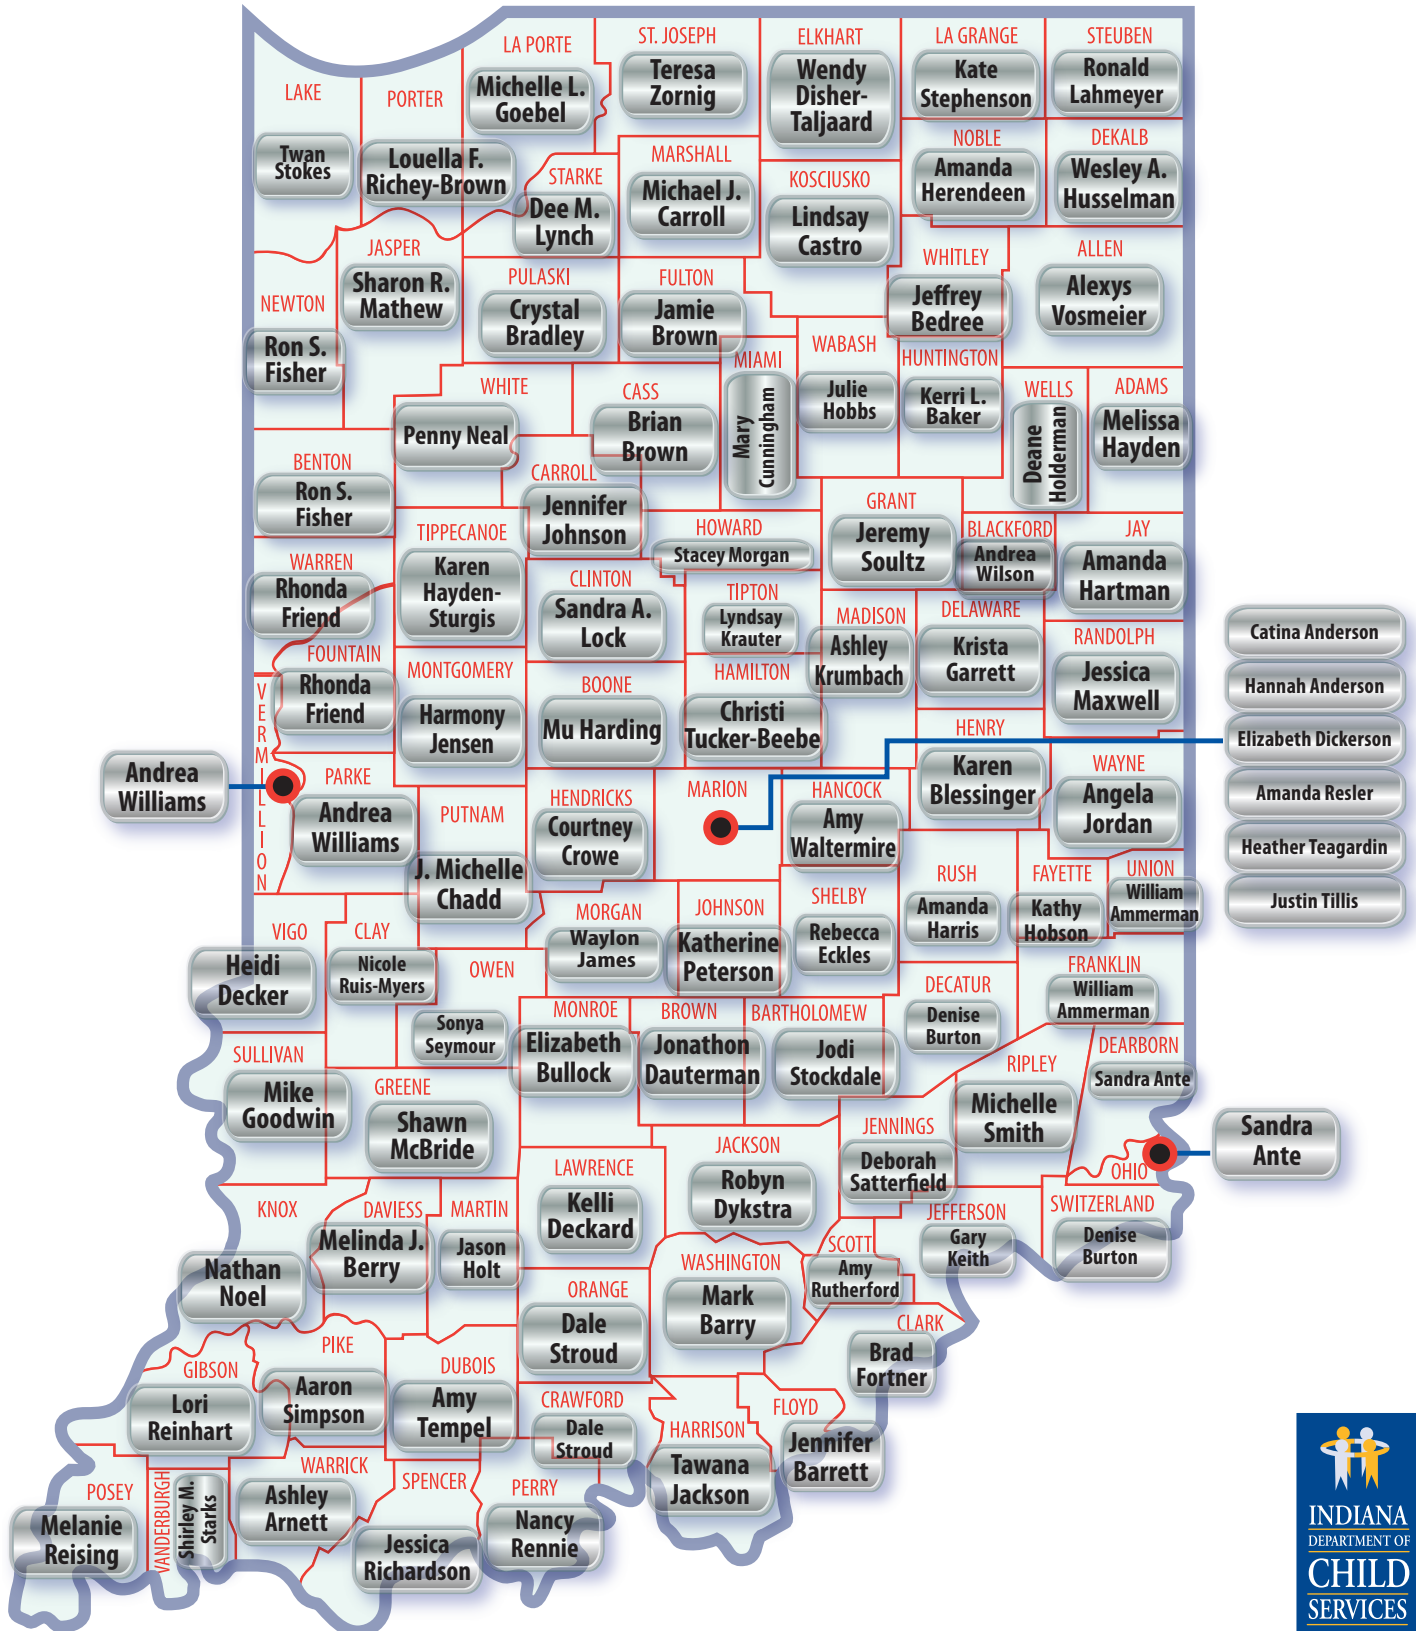 LAKE
Twan
Stokes
PORTER
Louella F.
Richey-Brown
LA PORTE
Michelle L.
Goebel
ST. JOSEPH
Teresa
Zornig
ELKHART
Wendy
Disher-
Taljaard
LA GRANGE
Kate
Stephenson
STEUBEN
Ronald
Lahmeyer
NOBLE
Amanda
Herendeen
DEKALB
Wesley A.
Husselman
STARKE
Dee M.
Lynch
MARSHALL
Michael J.
Carroll
KOSCIUSKO
Lindsay
Castro
WHITLEY
Jeffrey
Bedree
ALLEN
Alexys
Vosmeier
NEWTON
Ron S.
Fisher
JASPER
Sharon R.
Mathew
PULASKI
Crystal
Bradley
FULTON
Jamie
Brown
MIAMI
Mary
Cunningham
WABASH
Julie
Hobbs
HUNTINGTON
Kerri L.
Baker
WELLS
Deane
Holderman
ADAMS
Melissa
Hayden
WHITE
Penny Neal
CASS
Brian
Brown
BENTON
Ron S.
Fisher
CARROLL
Jennifer
Johnson
TIPPECANOE
Karen
Hayden-
Sturgis
HOWARD
Stacey Morgan
GRANT
Jeremy
Soultz
BLACKFORD
Andrea
Wilson
JAY
Amanda
Hartman
WARREN
Rhonda
Friend
CLINTON
Sandra A.
Lock
TIPTON
Lyndsay
Krauter
MADISON
Ashley
Krumbach
DELAWARE
Krista
Garrett
RANDOLPH
Jessica
Maxwell
FOUNTAIN
Rhonda
Friend
MONTGOMERY
Harmony
Jensen
BOONE
Mu Harding
HAMILTON
Christi
Tucker-Beebe
HENRY
Karen
Blessinger
WAYNE
Angela
Jordan
Catina Anderson
Hannah Anderson
Elizabeth Dickerson
Amanda Resler
Heather Teagardin
Justin Tillis
VERMILLION
Andrea
Williams
PARKE
Andrea
Williams
PUTNAM
J. Michelle
Chadd
HENDRICKS
Courtney
Crowe
MARION
HANCOCK
Amy
Waltermire
RUSH
Amanda
Harris
FAYETTE
Kathy
Hobson
UNION
William
Ammerman
VIGO
Heidi
Decker
CLAY
Nicole
Ruis-Myers
OWEN
Sonya
Seymour
MORGAN
Waylon
James
JOHNSON
Katherine
Peterson
SHELBY
Rebecca
Eckles
DECATUR
Denise
Burton
FRANKLIN
William
Ammerman
SULLIVAN
Mike
Goodwin
GREENE
Shawn
McBride
MONROE
Elizabeth
Bullock
BROWN
Jonathon
Dauterman
BARTHOLOMEW
Jodi
Stockdale
RIPLEY
Michelle
Smith
DEARBORN
Sandra Ante
JENNINGS
Deborah
Satterfield
OHIO
Sandra
Ante
KNOX
Nathan
Noel
DAVIESS
Melinda J.
Berry
MARTIN
Jason
Holt
LAWRENCE
Kelli
Deckard
JACKSON
Robyn
Dykstra
WASHINGTON
Mark
Barry
SCOTT
Amy
Rutherford
JEFFERSON
Gary
Keith
SWITZERLAND
Denise
Burton
GIBSON
Lori
Reinhart
PIKE
Aaron
Simpson
DUBOIS
Amy
Tempel
ORANGE
Dale
Stroud
CLARK
Brad
Fortner
CRAWFORD
Dale
Stroud
HARRISON
Tawana
Jackson
FLOYD
Jennifer
Barrett
POSEY
Melanie
Reising
VANDERBURGH
Shirley M.
Starks
WARRICK
Ashley
Arnett
SPENCER
Jessica
Richardson
PERRY
Nancy
Rennie
INDIANA
DEPARTMENT OF
CHILD
SERVICES